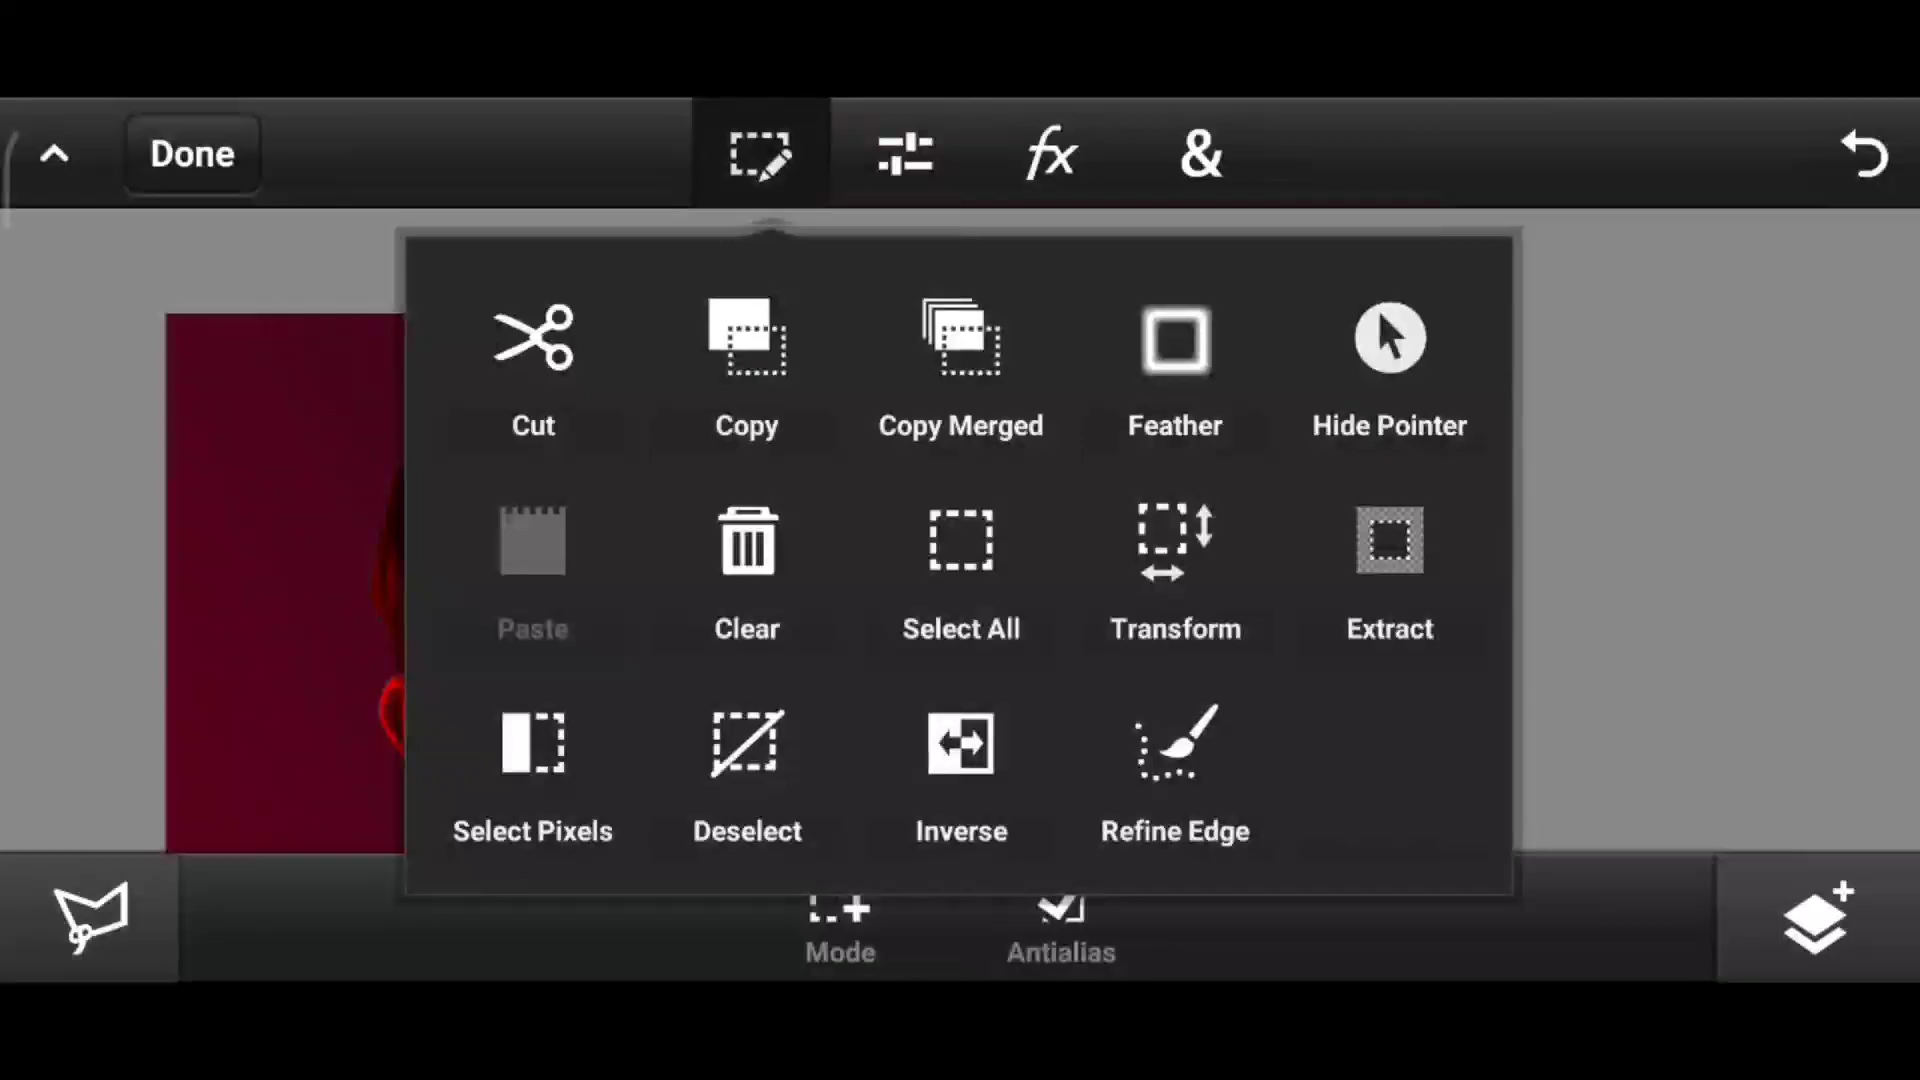 Done
fx
&
Cut
Copy
Copy Merged
Feather
Hide Pointer
Paste
Clear
Select All
Transform
Extract
Select Pixels
Deselect
Inverse
Refine Edge
Mode
Antialias